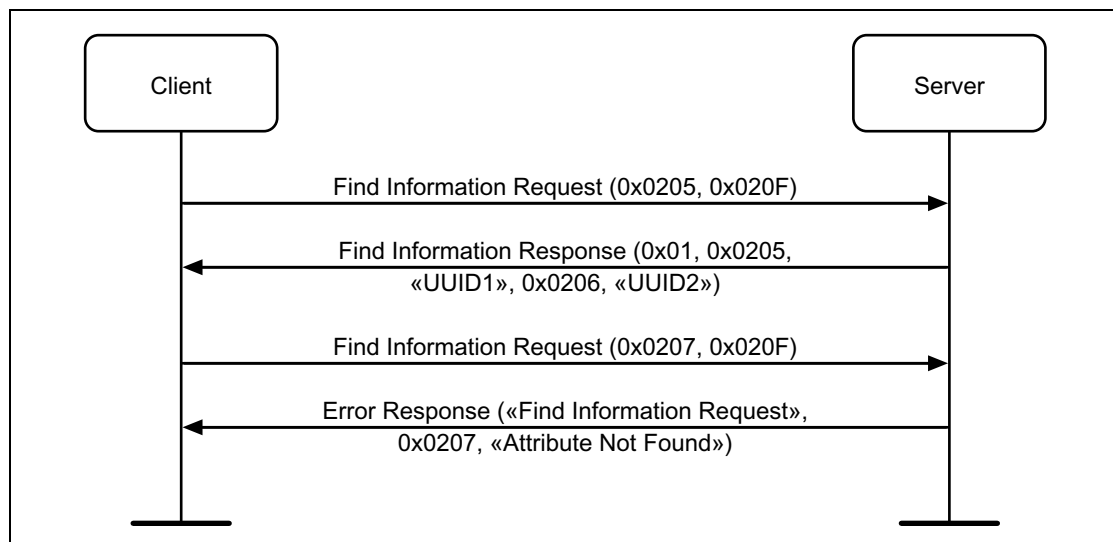 Client
Server
Find Information Request (0x0205, 0x020F)
Find Information Response (0x01, 0x0205,
«UUID1», 0x0206, «UUID2»)
Find Information Request (0x0207, 0x020F)
Error Response («Find Information Request»,
0x0207, «Attribute Not Found»)